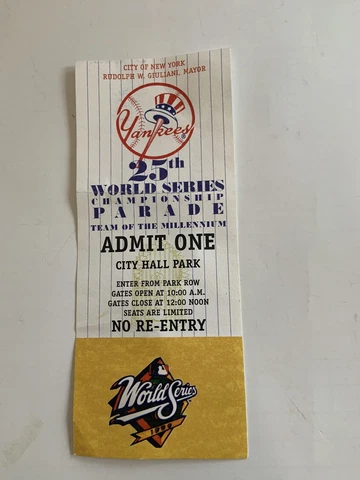 CITY OF NEW YORK
RUDOLPH W. GIULIANI, MAYOR
Yankees
25th
WORLD SERIES
CHAMPIONSHIP
PARADE
TEAM OF THE MILLENNIUM
ADMIT ONE
CITY HALL PARK
ENTER FROM PARK ROW
GATES OPEN AT 10:00 A.M.
GATES CLOSE AT 12:00 NOON
SEATS ARE LIMITED
NO RE-ENTRY
World Series
1999